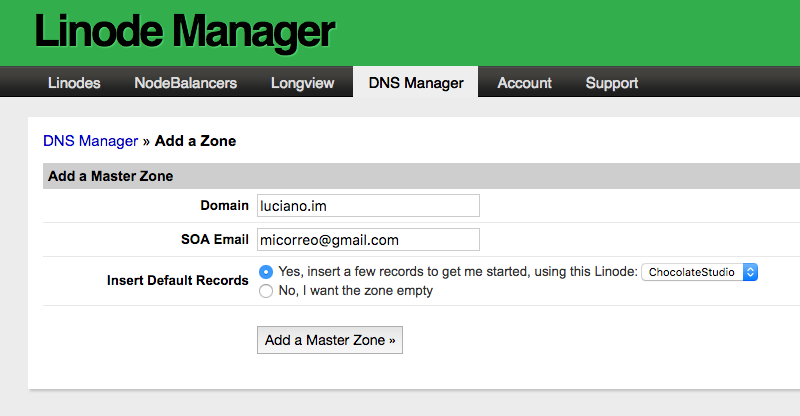 Linode Manager
Linodes NodeBalancers Longview DNS Manager Account Support
DNS Manager » Add a Zone
Add a Master Zone
Domain luciano.im
SOA Email micorreo@gmail.com
Yes, insert a few records to get me started, using this Linode: ChocolateStudio
Insert Default Records
No, I want the zone empty
Add a Master Zone »